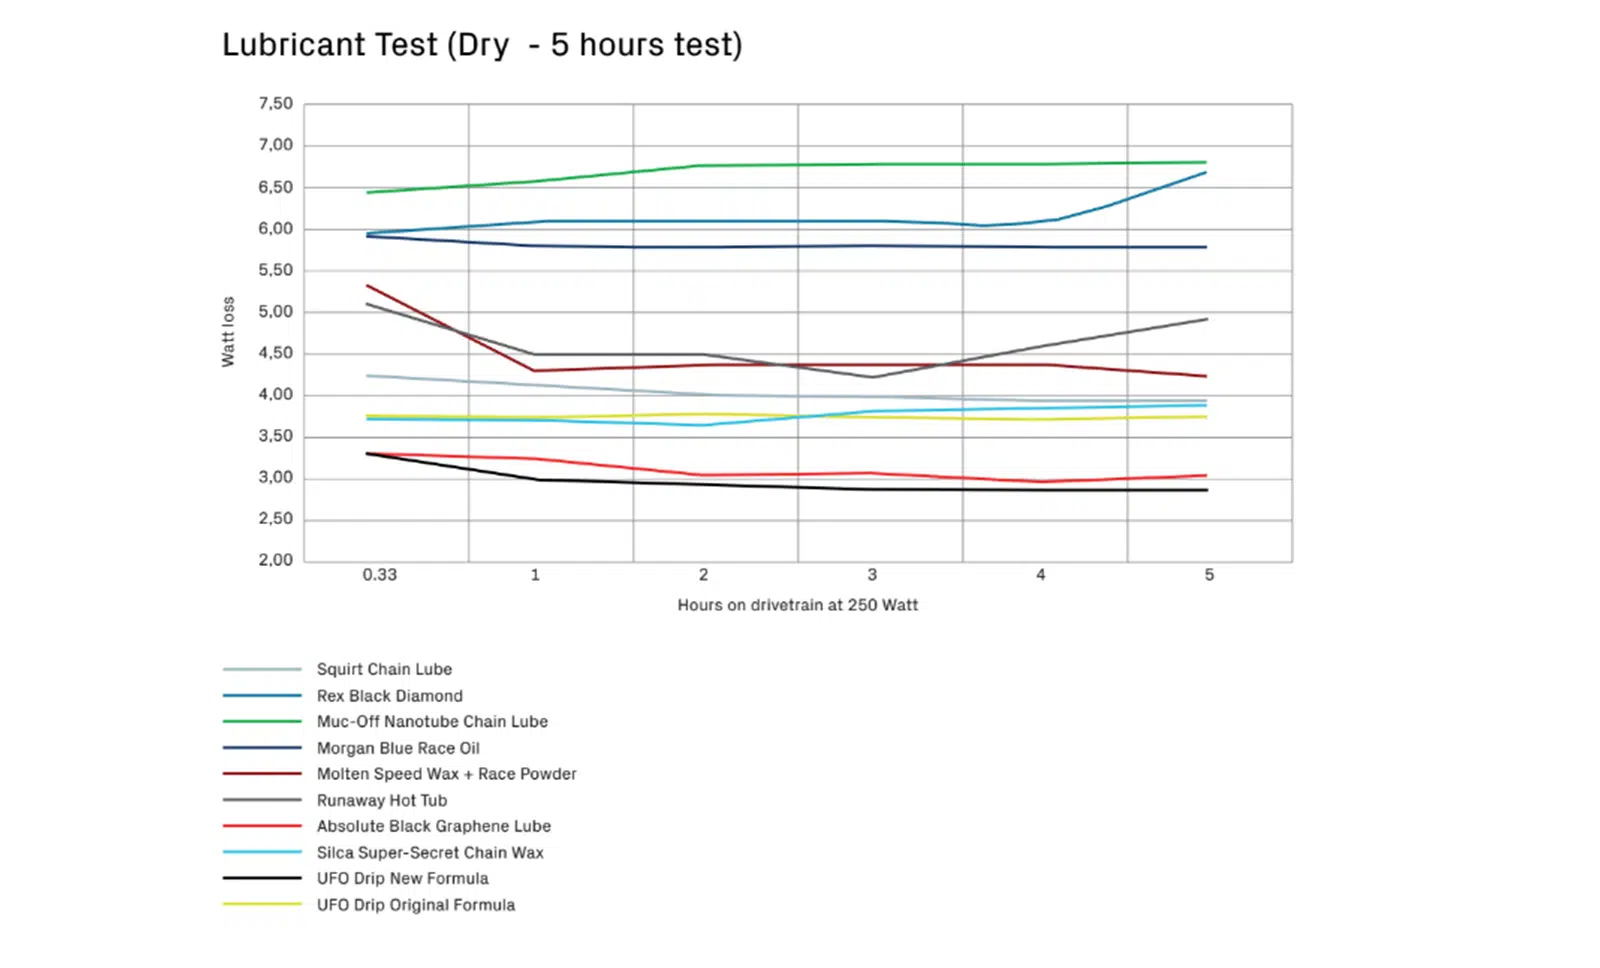 Lubricant Test (Dry  - 5 hours test)
7,50
7,00
6,50
6,00
5,50
5,00
4,50
4,00
3,50
3,00
2,50
2,00
Watt loss
0.33 1 2 3 4 5
Hours on drivetrain at 250 Watt
Squirt Chain Lube
Rex Black Diamond
Muc-Off Nanotube Chain Lube
Morgan Blue Race Oil
Molten Speed Wax + Race Powder
Runaway Hot Tub
Absolute Black Graphene Lube
Silca Super-Secret Chain Wax
UFO Drip New Formula
UFO Drip Original Formula